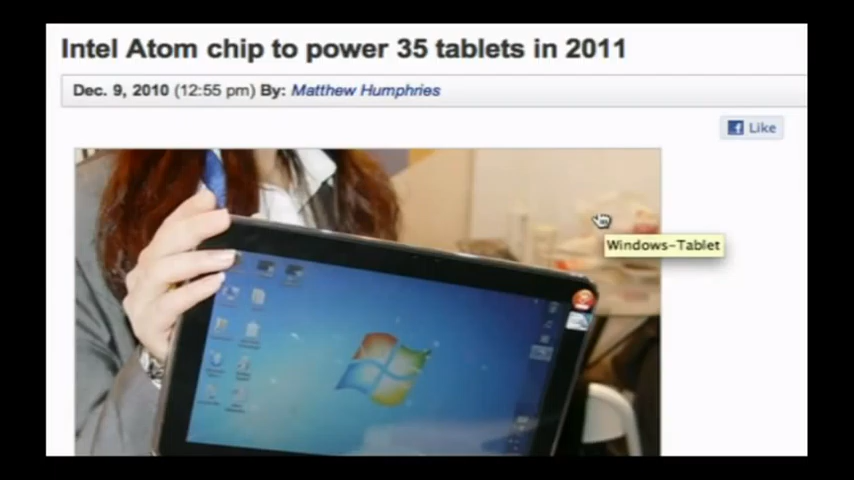 Intel Atom chip to power 35 tablets in 2011
Dec. 9, 2010 (12:55 pm) By: Matthew Humphries
Like
Windows-Tablet